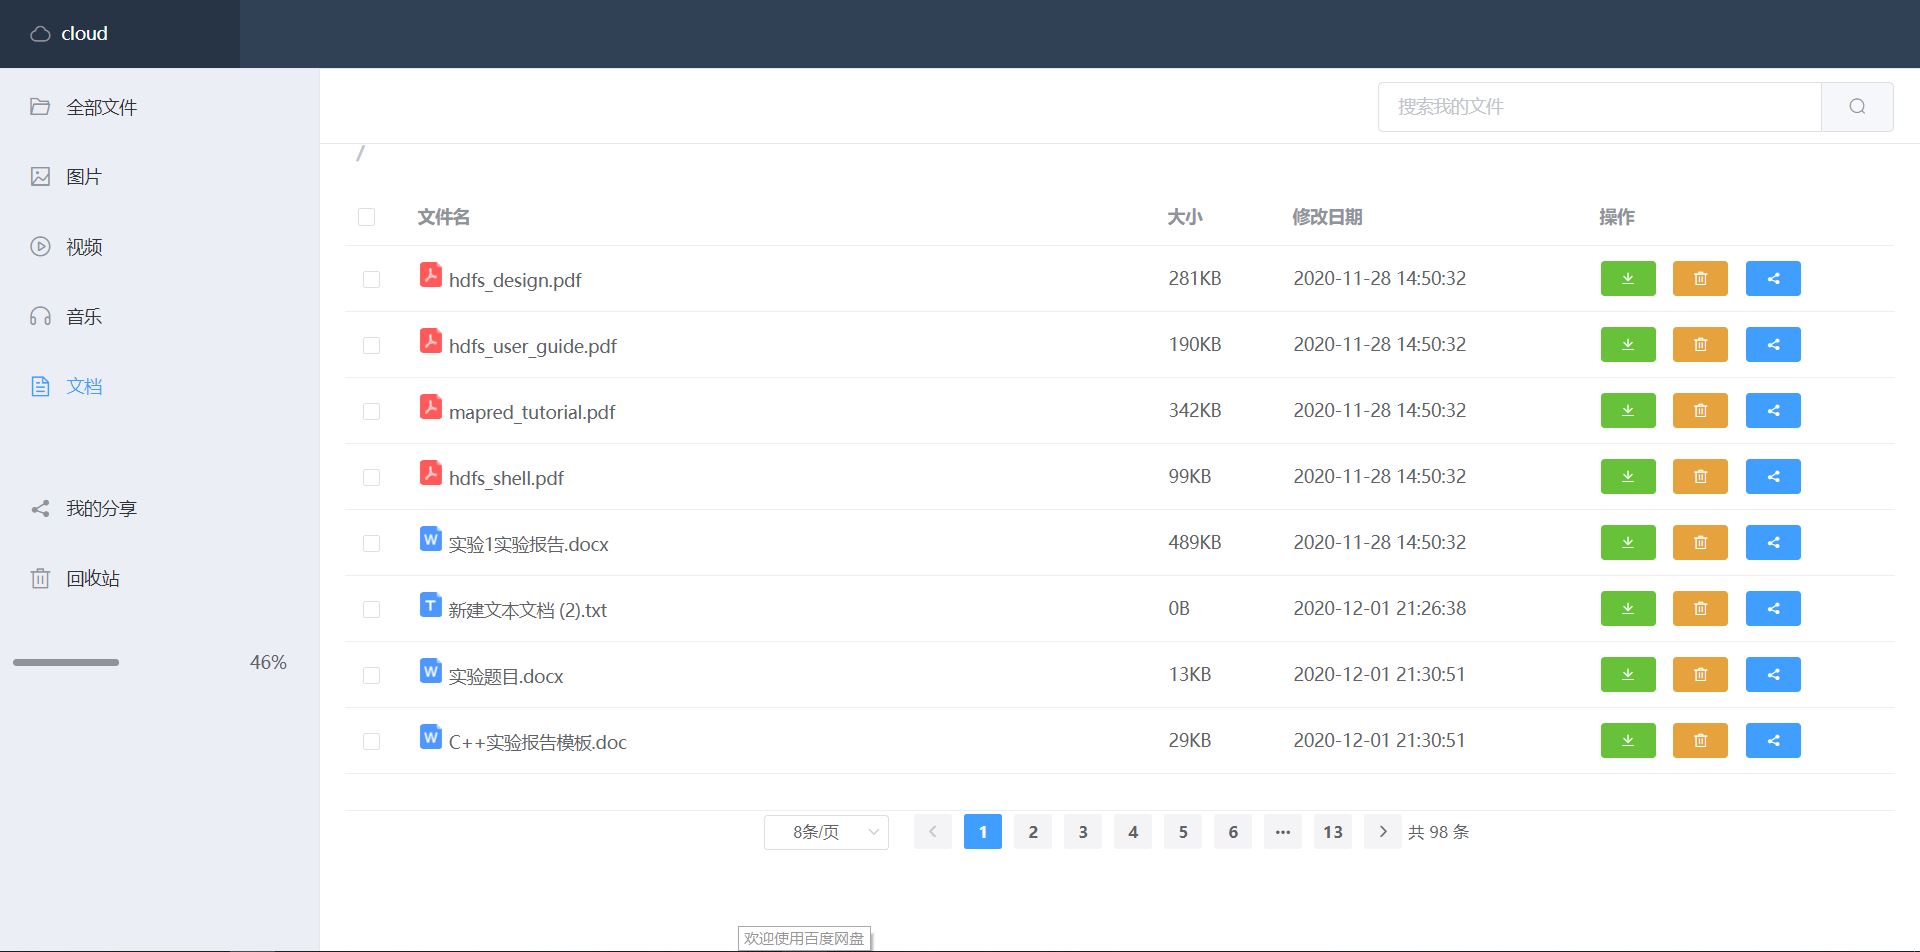 cloud
全部文件
图片
视频
音乐
文档
我的分享
回收站
46%
搜索我的文件
/
文件名 大小 修改日期 操作
hdfs_design.pdf 281KB 2020-11-28 14:50:32
hdfs_user_guide.pdf 190KB 2020-11-28 14:50:32
mapred_tutorial.pdf 342KB 2020-11-28 14:50:32
hdfs_shell.pdf 99KB 2020-11-28 14:50:32
实验1实验报告.docx 489KB 2020-11-28 14:50:32
新建文本文档 (2).txt 0B 2020-12-01 21:26:38
实验题目.docx 13KB 2020-12-01 21:30:51
C++实验报告模板.doc 29KB 2020-12-01 21:30:51
8条/页 1 2 3 4 5 6 ··· 13 共 98 条
欢迎使用百度网盘